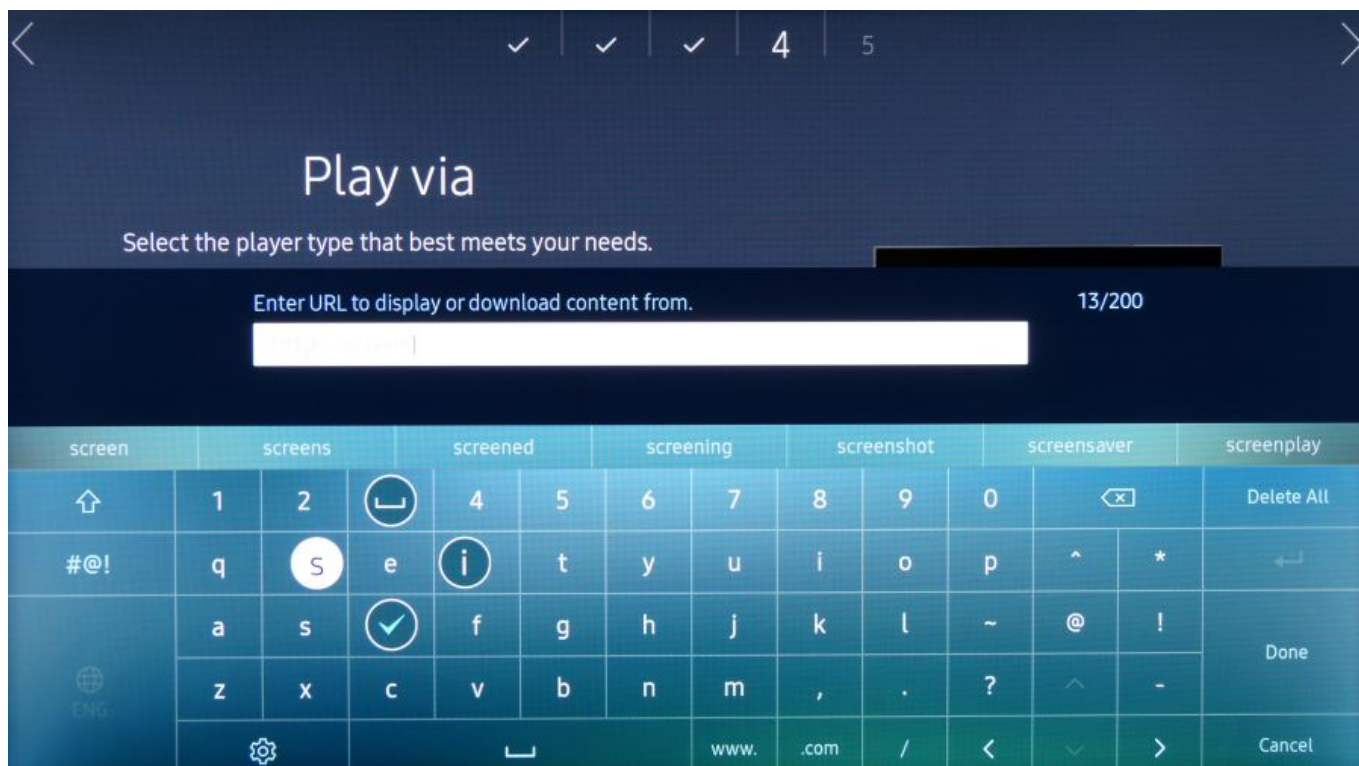 4 5
Play via
Select the player type that best meets your needs.
Enter URL to display or download content from. 13/200
screen screens screened screening screenshot screensaver screenplay
1 2 4 5 6 7 8 9 0 Delete All
#@! q s e i t y u i o p ^ *
a s f g h j k l ~ @ !
Done
ENG z x c v b n m , . ? -
www. .com / Cancel